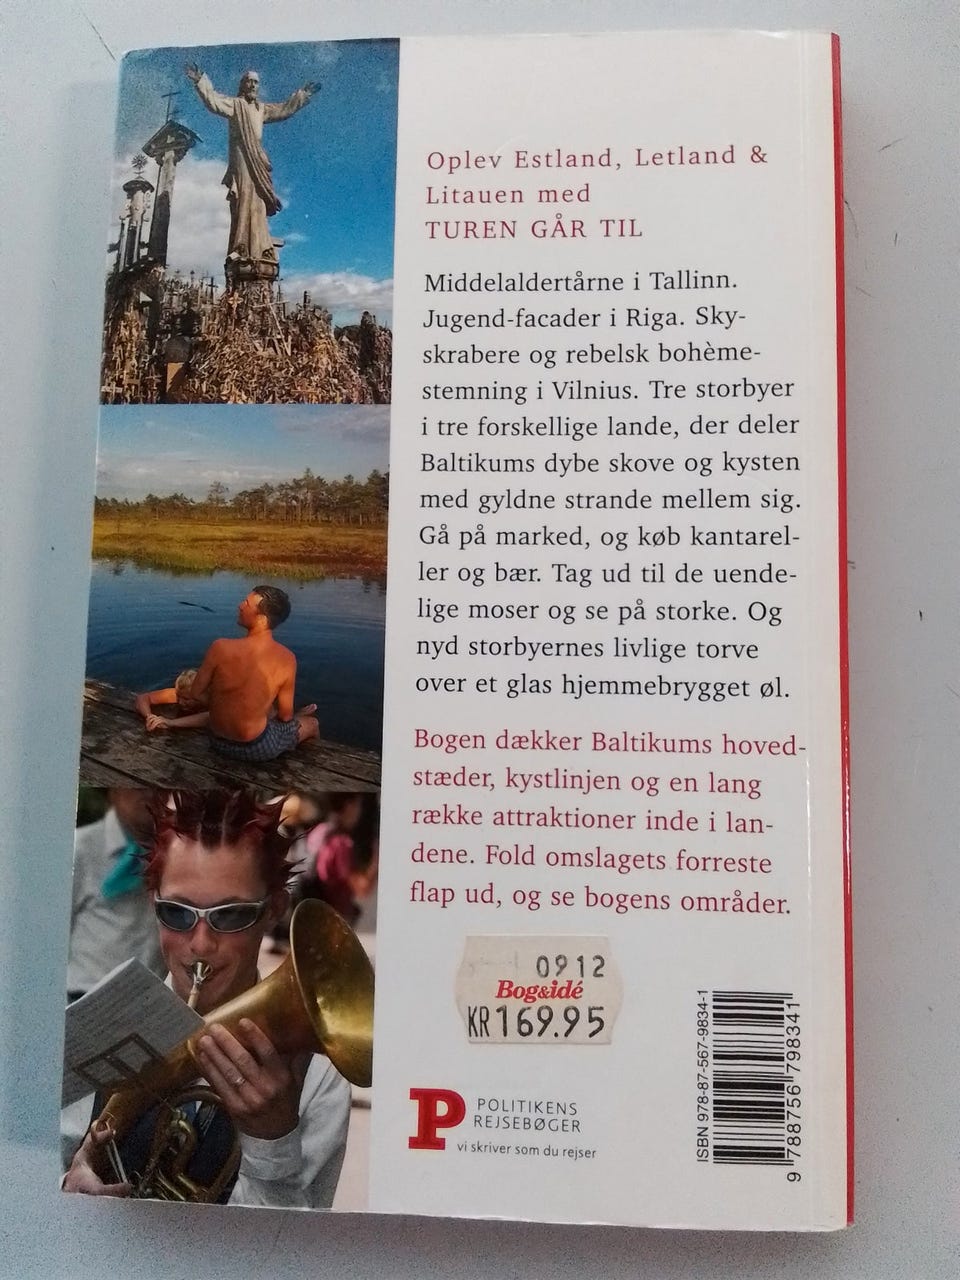 Oplev Estland, Letland &
Litauen med
TUREN GÅR TIL
Middelaldertårne i Tallinn.
Jugend-facader i Riga. Sky-
skrabere og rebelsk bohème-
stemning i Vilnius. Tre storbyer
i tre forskellige lande, der deler
Baltikums dybe skove og kysten
med gyldne strande mellem sig.
Gå på marked, og køb kantarel-
ler og bær. Tag ud til de uende-
lige moser og se på storke. Og
nyd storbyernes livlige torve
over et glas hjemmebrygget øl.
Bogen dækker Baltikums hoved-
stæder, kystlinjen og en lang
række attraktioner inde i lan-
dene. Fold omslagets forreste
flap ud, og se bogens områder.
0912
Bog&idé
KR169.95
P
POLITIKENS
REJSEBØGER
vi skriver som du rejser
ISBN 978-87-567-9834-1
9 788756 798341